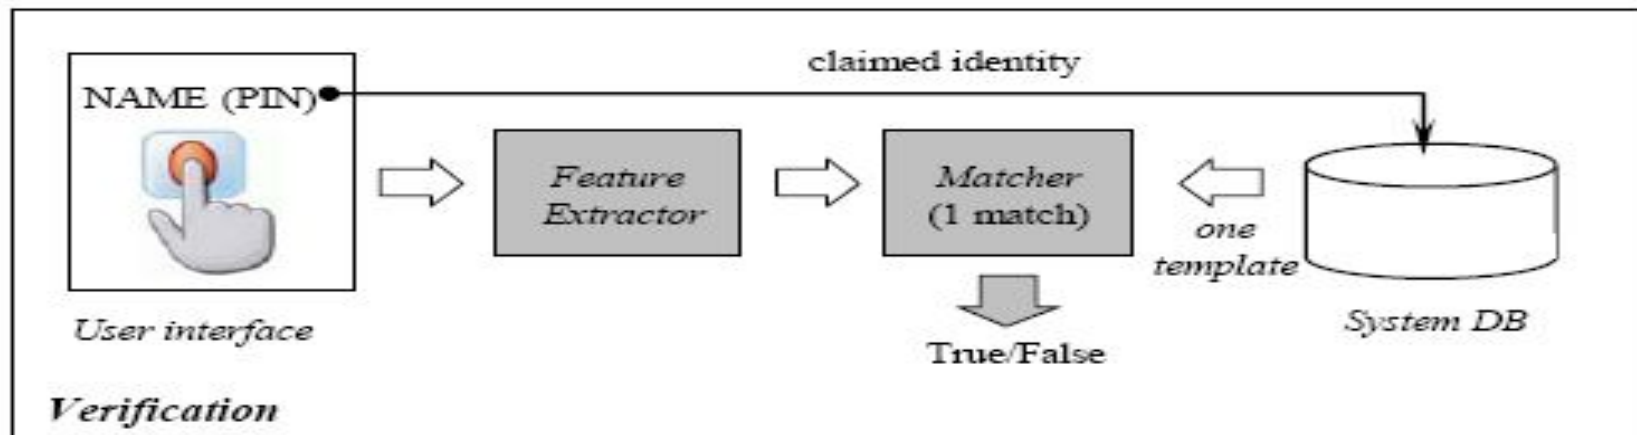 claimed identity
NAME (PIN)
Feature
Extractor
Matcher
(1 match)
one
template
User interface
System DB
True/False
Verification